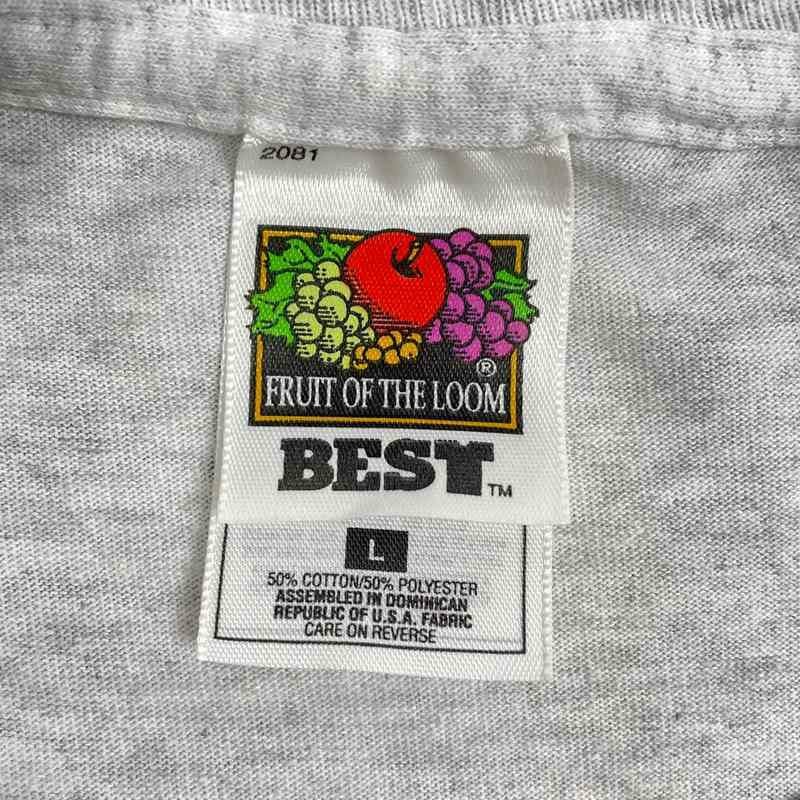 2081
FRUIT OF THE LOOM ®
BEST ™
L
50% COTTON/50% POLYESTER
ASSEMBLED IN DOMINICAN
REPUBLIC OF U.S.A. FABRIC
CARE ON REVERSE